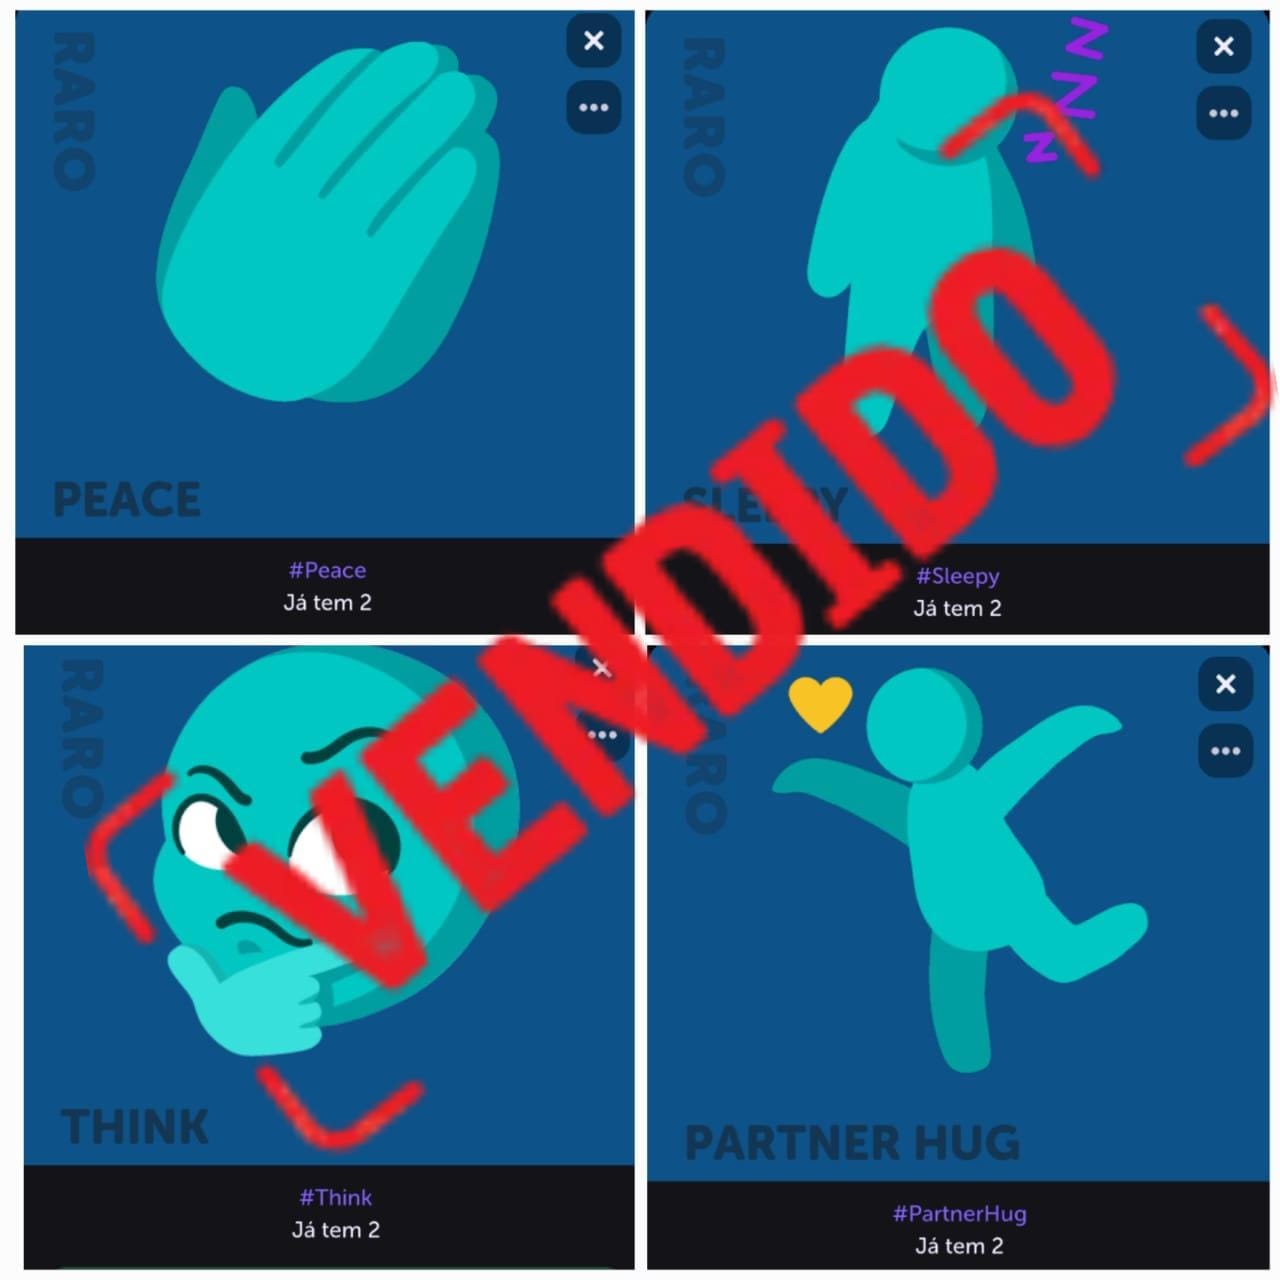 RARO
PEACE
#Peace
Já tem 2
RARO
zZZ
SLEEPY
#Sleepy
Já tem 2
VENDIDO
RARO
THINK
#Think
Já tem 2
RARO
PARTNER HUG
#PartnerHug
Já tem 2